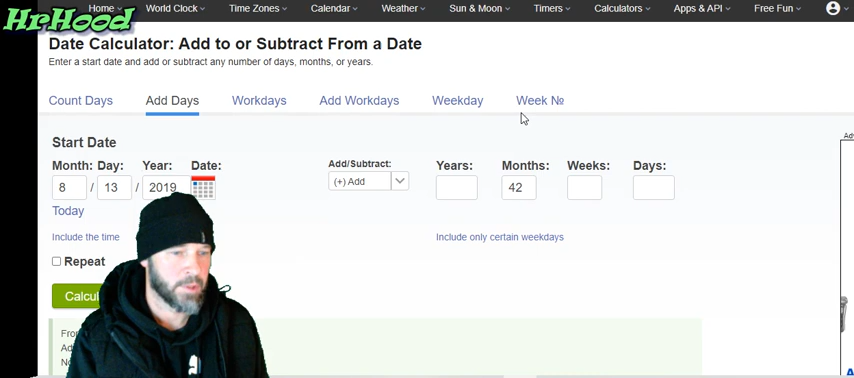 HrHood
Home World Clock Time Zones Calendar Weather Sun & Moon Timers Calculators Apps & API Free Fun
Date Calculator: Add to or Subtract From a Date
Enter a start date and add or subtract any number of days, months, or years.
Count Days Add Days Workdays Add Workdays Weekday Week №
Start Date
Month: Day: Year: Date: Add/Subtract: Years: Months: Weeks: Days:
8 / 13 / 2019 (+) Add 42
Today
Include the time Include only certain weekdays
Repeat
Calcul
From
Ad
A